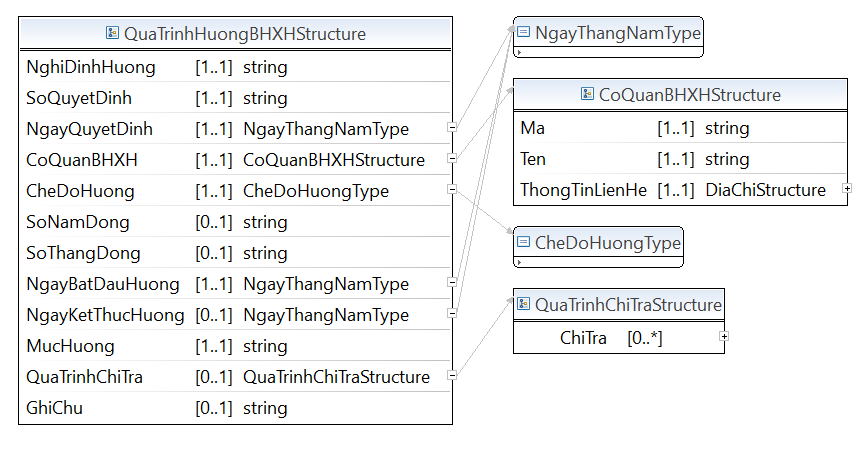 QuaTrinhHuongBHXHStructure
NghiDinhHuong [1..1] string
SoQuyetDinh [1..1] string
NgayQuyetDinh [1..1] NgayThangNamType
CoQuanBHXH [1..1] CoQuanBHXHStructure
CheDoHuong [1..1] CheDoHuongType
SoNamDong [0..1] string
SoThangDong [0..1] string
NgayBatDauHuong [1..1] NgayThangNamType
NgayKetThucHuong [0..1] NgayThangNamType
MucHuong [1..1] string
QuaTrinhChiTra [0..1] QuaTrinhChiTraStructure
GhiChu [0..1] string
NgayThangNamType
CoQuanBHXHStructure
Ma [1..1] string
Ten [1..1] string
ThongTinLienHe [1..1] DiaChiStructure
CheDoHuongType
QuaTrinhChiTraStructure
ChiTra [0..*]